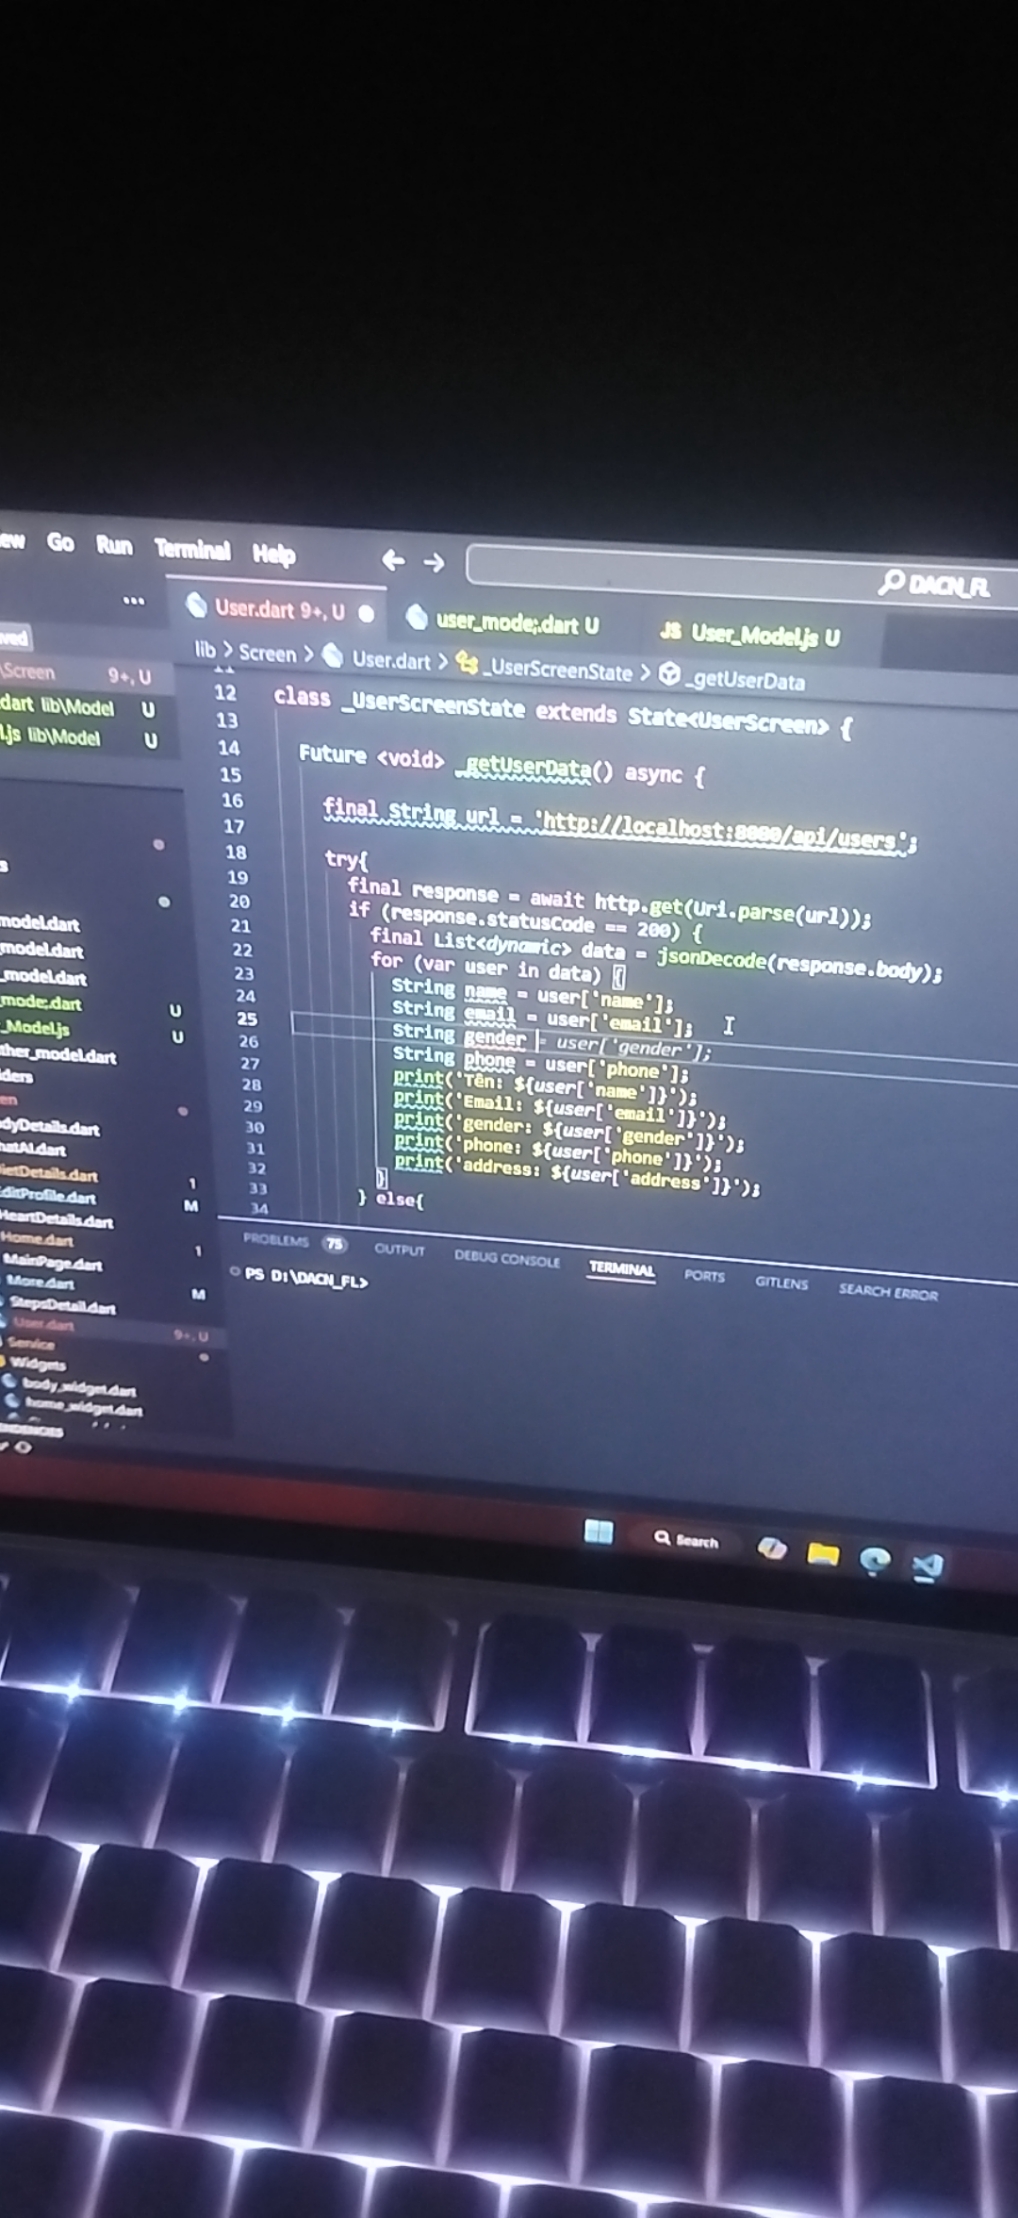 ew Go Run Terminal Help
DACN_FL
...
User.dart 9+, U
user_mode;.dart U
JS User_Model.js U
ved
lib > Screen > User.dart > _UserScreenState > _getUserData
\Screen 9+, U
dart lib\Model U
l.js lib\Model U
12 class _UserScreenState extends State<UserScreen> {
13
14 Future <void> _getUserData() async {
15
16 final String url = 'http://localhost:8080/api/users';
17
18 try{
19 final response = await http.get(Uri.parse(url));
20 if (response.statusCode == 200) {
21 final List<dynamic> data = jsonDecode(response.body);
22 for (var user in data) {
23 String name = user['name'];
24 String email = user['email'];
25 String gender = user['gender'];
26 String phone = user['phone'];
27 print('Tên: ${user['name']}');
28 print('Email: ${user['email']}');
29 print('gender: ${user['gender']}');
30 print('phone: ${user['phone']}');
31 print('address: ${user['address']}');
32 }
33 } else{
34
s
model.dart
model.dart
_model.dart
mode;.dart U
_Model.js U
ther_model.dart
ders
en
dyDetails.dart
hatAI.dart
ietDetails.dart 1
EditProfile.dart M
HeartDetails.dart
Home.dart 1
MainPage.dart
More.dart M
StepsDetail.dart
User.dart 9+, U
Service
Widgets
body_widget.dart
home_widget.dart
PROBLEMS 75 OUTPUT DEBUG CONSOLE TERMINAL PORTS GITLENS SEARCH ERROR
PS D:\DACN_FL>
Search